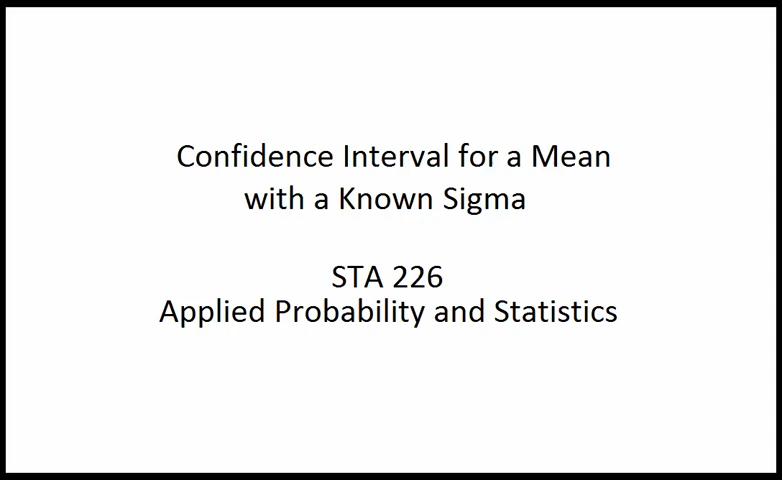 Confidence Interval for a Mean
with a Known Sigma
STA 226
Applied Probability and Statistics